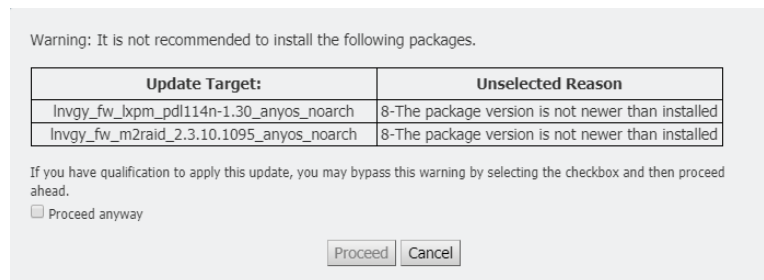 Warning: It is not recommended to install the following packages.
Update Target: Unselected Reason
lnvgy_fw_lxpm_pdl114n-1.30_anyos_noarch 8-The package version is not newer than installed
lnvgy_fw_m2raid_2.3.10.1095_anyos_noarch 8-The package version is not newer than installed
If you have qualification to apply this update, you may bypass this warning by selecting the checkbox and then proceed
ahead.
Proceed anyway
Proceed Cancel